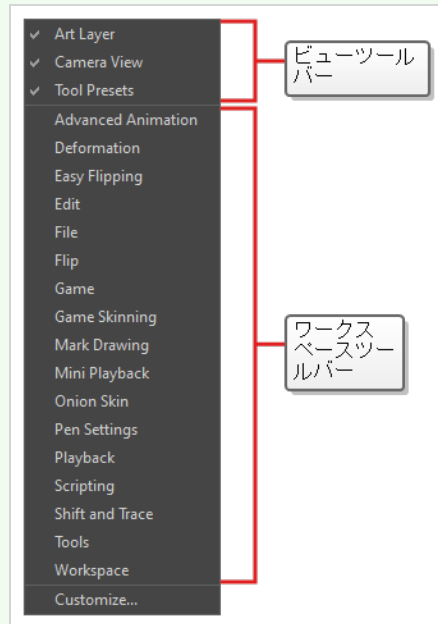 Art Layer
Camera View
Tool Presets
Advanced Animation
Deformation
Easy Flipping
Edit
File
Flip
Game
Game Skinning
Mark Drawing
Mini Playback
Onion Skin
Pen Settings
Playback
Scripting
Shift and Trace
Tools
Workspace
Customize...
ビューツール
バー
ワークス
ペースツー
ルバー